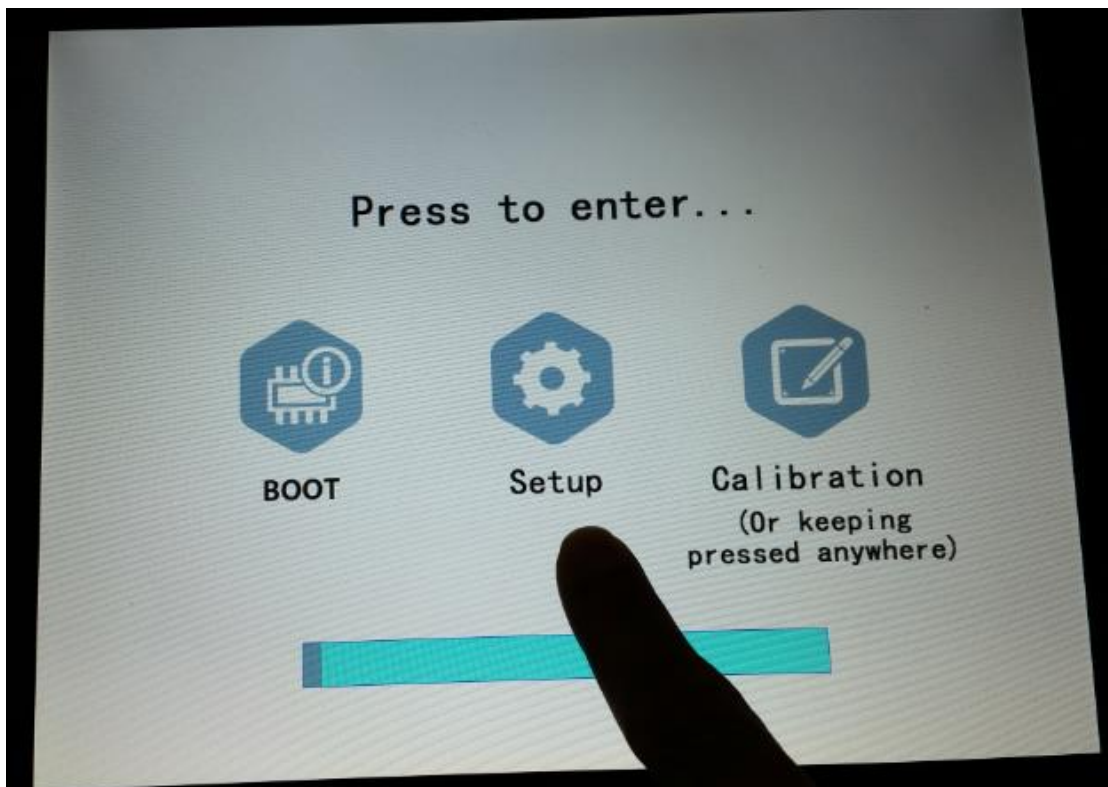 Press to enter...
BOOT
Setup
Calibration
(Or keeping
pressed anywhere)